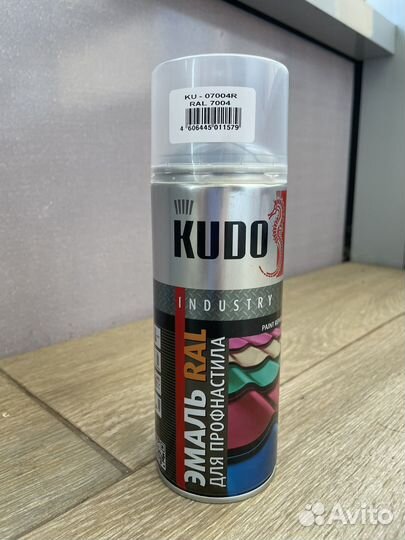 KU - 07004R
RAL 7004
4 606445 011579
KUDO
INDUSTRY
ЭМАЛЬ RAL
ДЛЯ ПРОФНАСТИЛА
PAINT
Avito